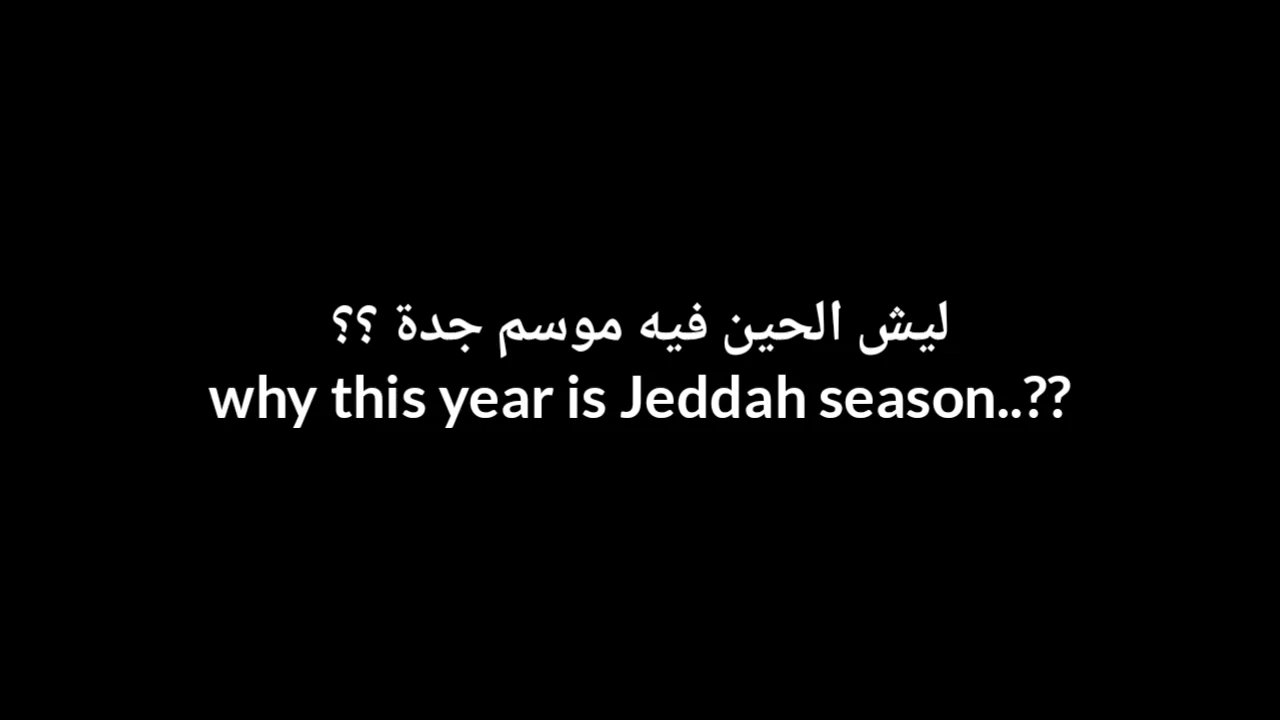 ليش الحين فيه موسم جدة ؟؟
why this year is Jeddah season..??